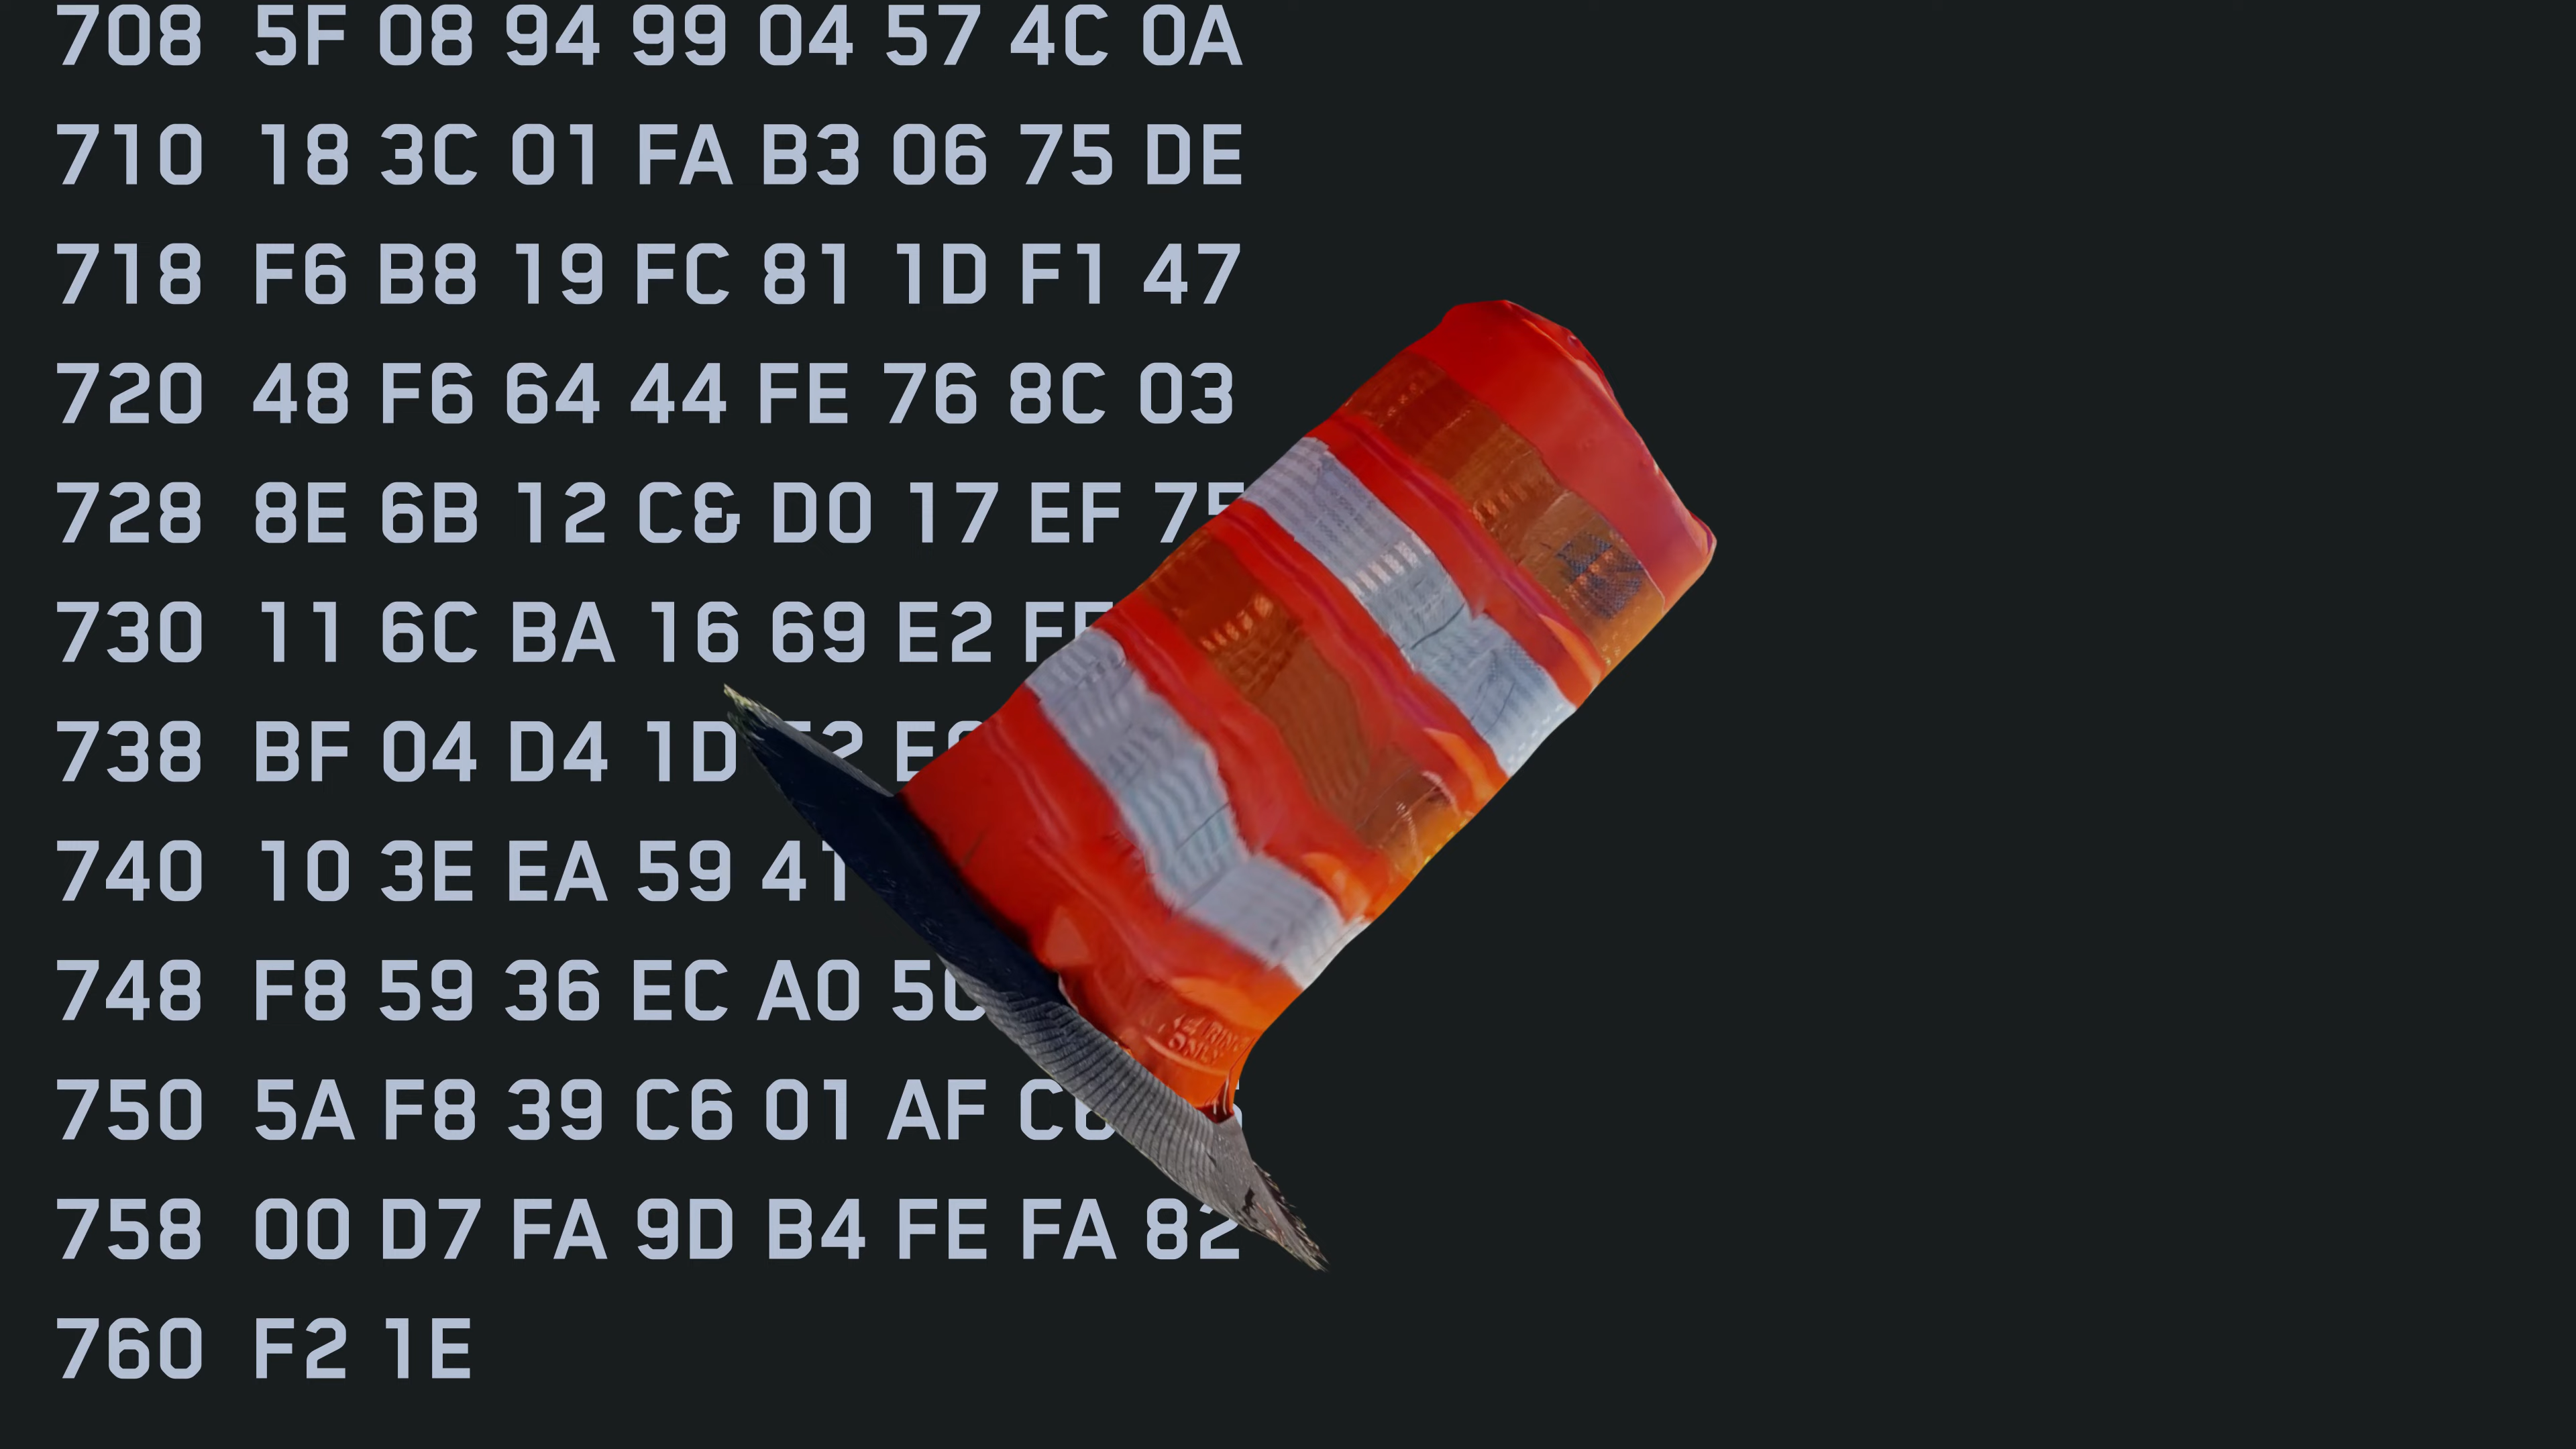 708 5F 08 94 99 04 57 4C 0A
710 18 3C 01 FA B3 06 75 DE
718 F6 B8 19 FC 81 1D F1 47
720 48 F6 64 44 FE 76 8C 03
728 8E 6B 12 C& D0 17 EF 75
730 11 6C BA 16 69 E2
738 BF 04 D4 1D
740 10 3E EA 59
748 F8 59 36 EC A0
750 5A F8 39 C6 01 AF
758 00 D7 FA 9D B4 FE FA 82
760 F2 1E
ONLY